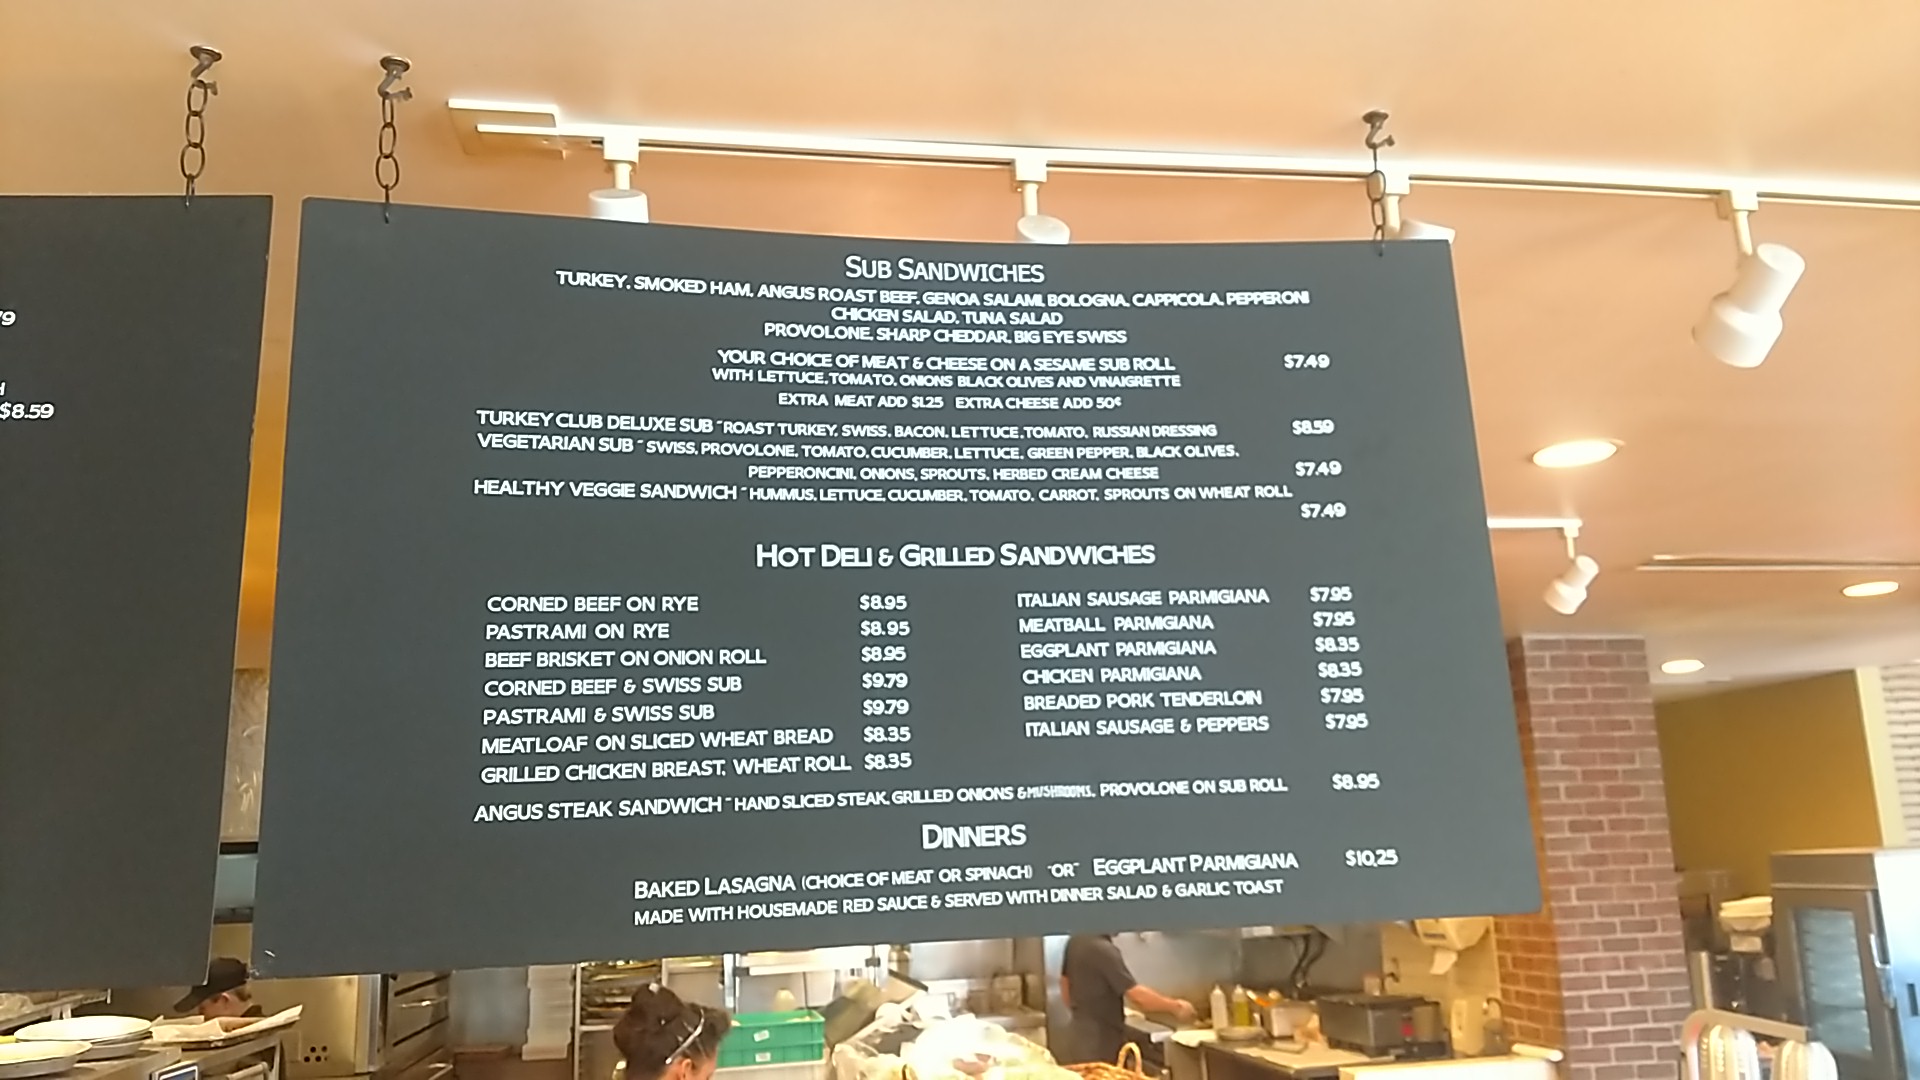 9
H
$8.59
SUB SANDWICHES
TURKEY, SMOKED HAM, ANGUS ROAST BEEF, GENOA SALAMI, BOLOGNA, CAPPICOLA, PEPPERONI
CHICKEN SALAD, TUNA SALAD
PROVOLONE, SHARP CHEDDAR, BIG EYE SWISS
YOUR CHOICE OF MEAT & CHEESE ON A SESAME SUB ROLL $7.49
WITH LETTUCE, TOMATO, ONIONS BLACK OLIVES AND VINAIGRETTE
EXTRA MEAT ADD $1.25 EXTRA CHEESE ADD 50¢
TURKEY CLUB DELUXE SUB ~ROAST TURKEY, SWISS, BACON, LETTUCE, TOMATO, RUSSIAN DRESSING $8.59
VEGETARIAN SUB ~ SWISS, PROVOLONE, TOMATO, CUCUMBER, LETTUCE, GREEN PEPPER, BLACK OLIVES,
PEPPERONCINI, ONIONS, SPROUTS, HERBED CREAM CHEESE $7.49
HEALTHY VEGGIE SANDWICH ~ HUMMUS, LETTUCE, CUCUMBER, TOMATO, CARROT, SPROUTS ON WHEAT ROLL
$7.49
HOT DELI & GRILLED SANDWICHES
CORNED BEEF ON RYE $8.95
PASTRAMI ON RYE $8.95
BEEF BRISKET ON ONION ROLL $8.95
CORNED BEEF & SWISS SUB $9.79
PASTRAMI & SWISS SUB $9.79
MEATLOAF ON SLICED WHEAT BREAD $8.35
GRILLED CHICKEN BREAST, WHEAT ROLL $8.35
ITALIAN SAUSAGE PARMIGIANA $7.95
MEATBALL PARMIGIANA $7.95
EGGPLANT PARMIGIANA $8.35
CHICKEN PARMIGIANA $8.35
BREADED PORK TENDERLOIN $7.95
ITALIAN SAUSAGE & PEPPERS $7.95
ANGUS STEAK SANDWICH ~ HAND SLICED STEAK, GRILLED ONIONS & MUSHROOMS, PROVOLONE ON SUB ROLL $8.95
DINNERS
BAKED LASAGNA (CHOICE OF MEAT OR SPINACH) ~OR~ EGGPLANT PARMIGIANA $10.25
MADE WITH HOUSEMADE RED SAUCE & SERVED WITH DINNER SALAD & GARLIC TOAST